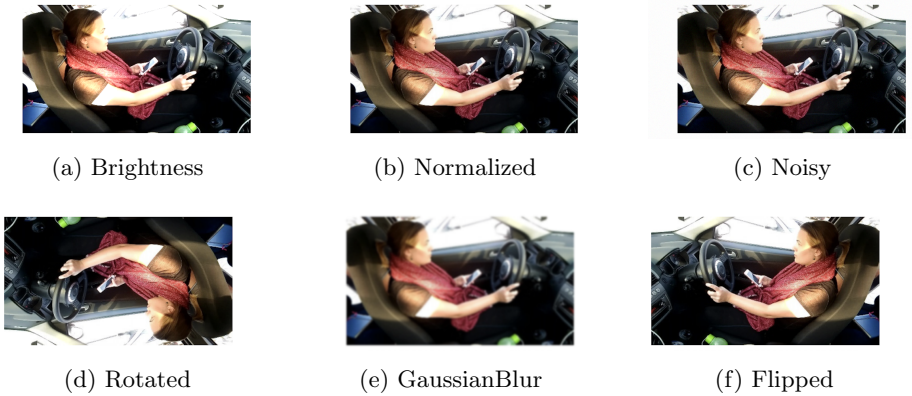 (a) Brightness
(b) Normalized
(c) Noisy
(d) Rotated
(e) GaussianBlur
(f) Flipped